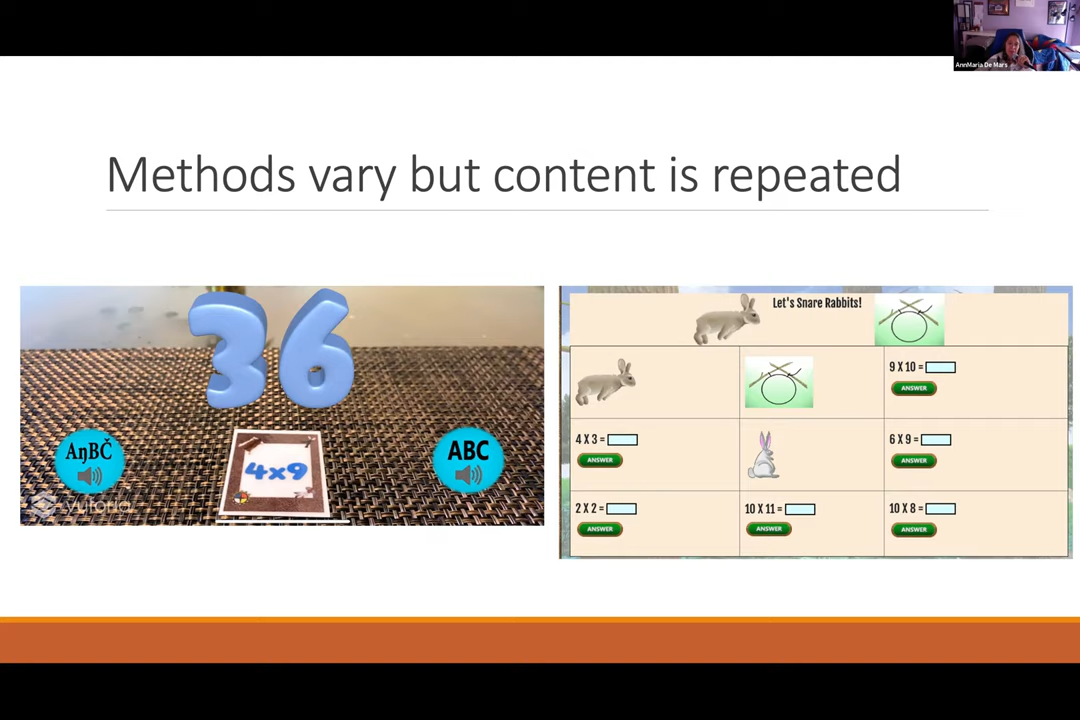 AnnMaria De Mars
Methods vary but content is repeated
36
AŋBČ
ABC
4x9
Let's Snare Rabbits!
9 X 10 =
ANSWER
4 X 3 =
ANSWER
6 X 9 =
ANSWER
2 X 2 =
ANSWER
10 X 11 =
ANSWER
10 X 8 =
ANSWER